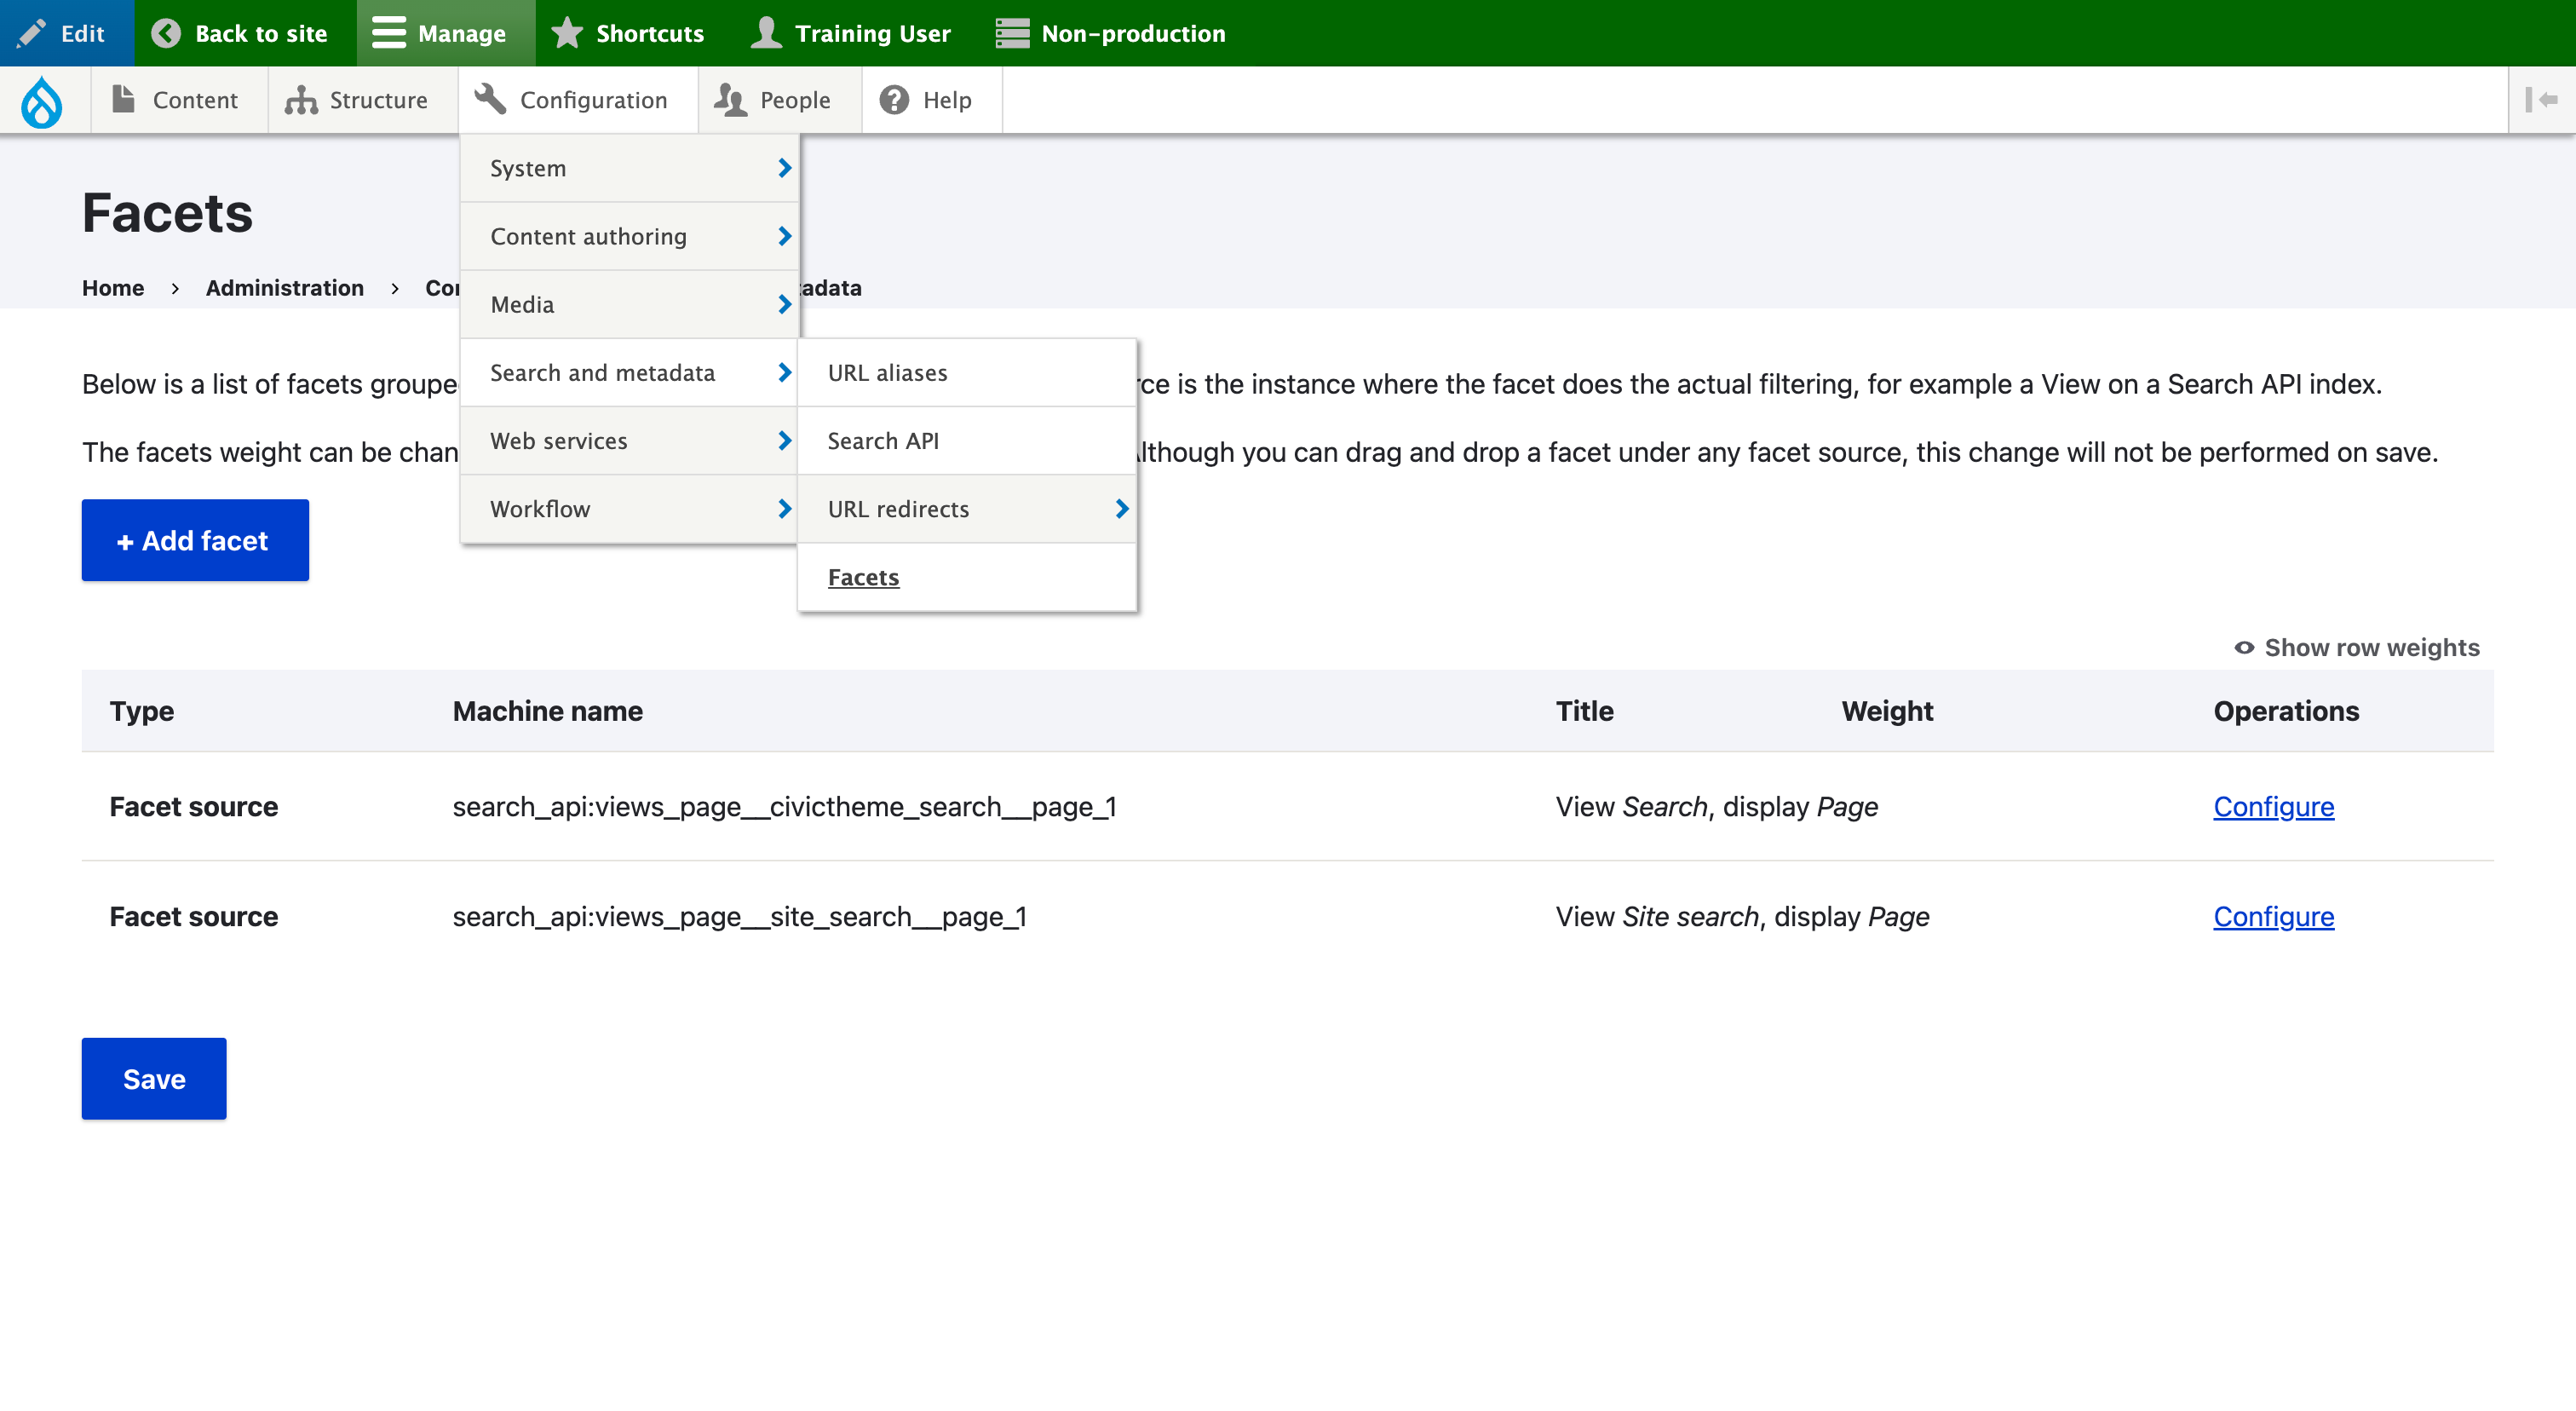 Edit Back to site Manage Shortcuts Training User Non-production
Content Structure Configuration People Help
System
Facets
Content authoring
Home › Administration › adata
Media
Search and metadata URL aliases
Below is a list of facets is the instance where the facet does the actual filtering, for example a View on a Search API index.
Web services Search API
The facets weight can be you can drag and drop a facet under any facet source, this change will not be performed on save.
Workflow URL redirects
+ Add facet
Facets
Show row weights
Type Machine name Title Weight Operations
Facet source search_api:views_page__civictheme_search__page_1 View Search, display Page Configure
Facet source search_api:views_page__site_search__page_1 View Site search, display Page Configure
Save